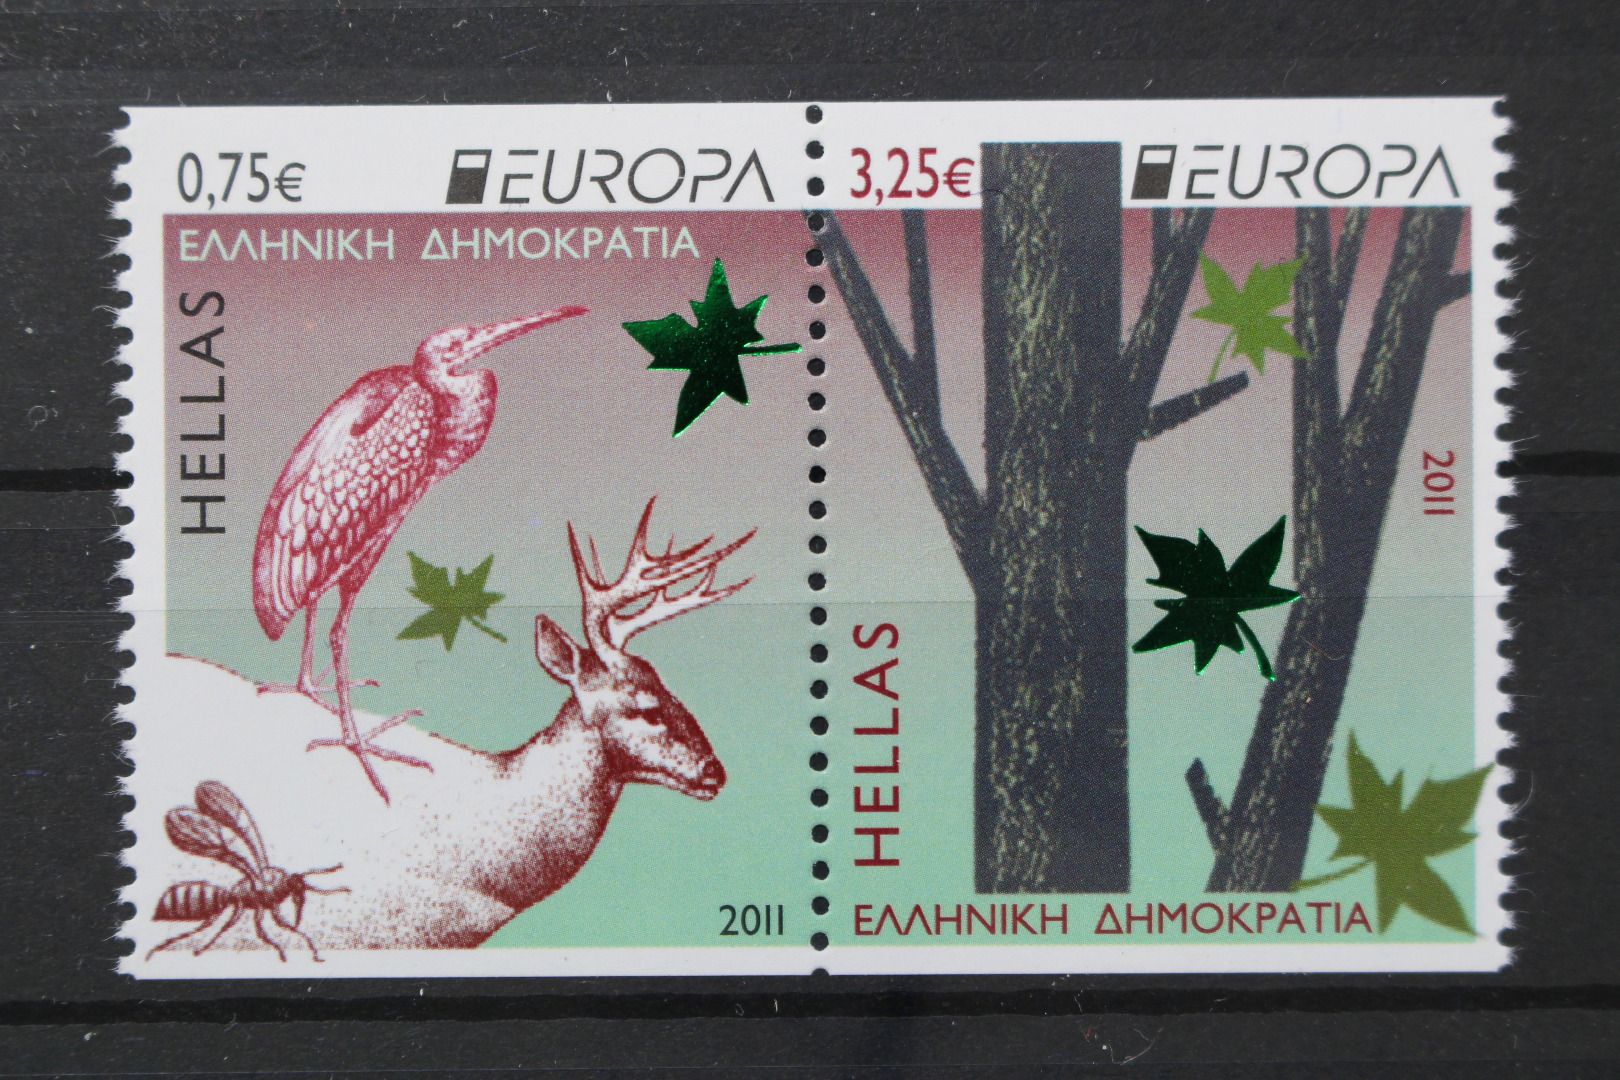 0,75€ EUROPA
ΕΛΛΗΝΙΚΗ ΔΗΜΟΚΡΑΤΙΑ
HELLAS
2011
3,25€ EUROPA
2011
HELLAS
ΕΛΛΗΝΙΚΗ ΔΗΜΟΚΡΑΤΙΑ